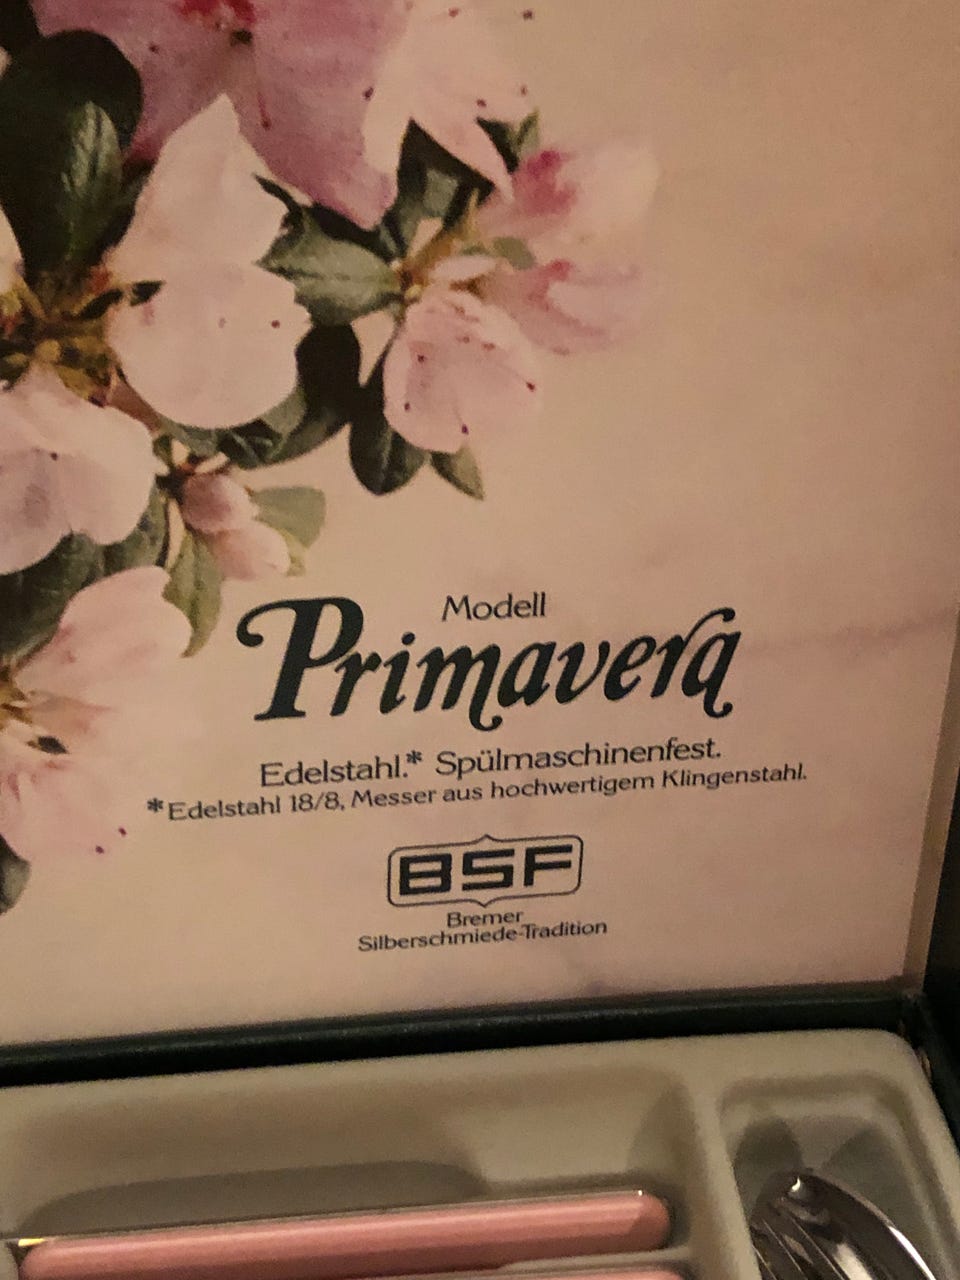 Modell
Primavera
Edelstahl.* Spülmaschinenfest.
*Edelstahl 18/8, Messer aus hochwertigem Klingenstahl.
BSF
Bremer
Silberschmiede-Tradition